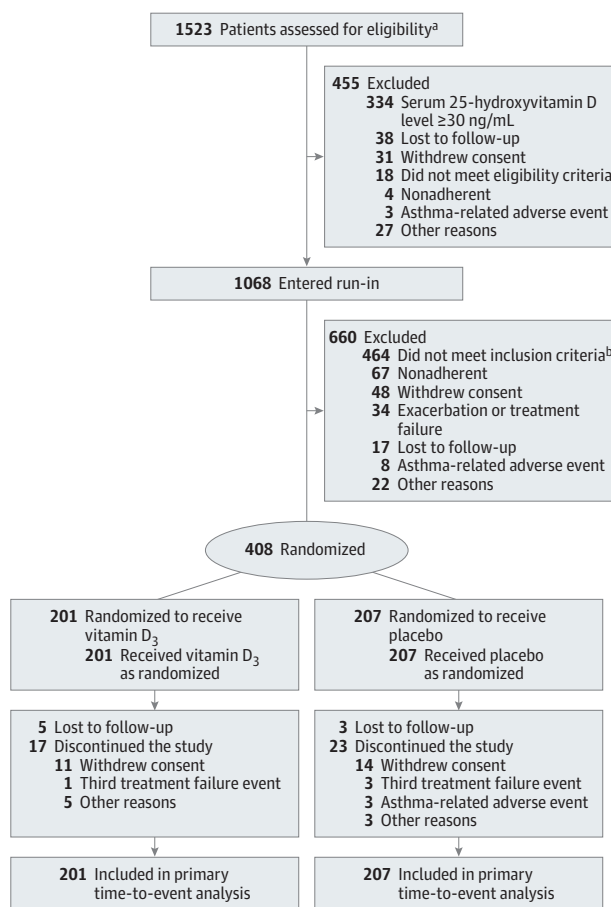 1523 Patients assessed for eligibilityᵃ
455 Excluded
334 Serum 25-hydroxyvitamin D
level ≥30 ng/mL
38 Lost to follow-up
31 Withdrew consent
18 Did not meet eligibility criteria
4 Nonadherent
3 Asthma-related adverse event
27 Other reasons
1068 Entered run-in
660 Excluded
464 Did not meet inclusion criteriaᵇ
67 Nonadherent
48 Withdrew consent
34 Exacerbation or treatment
failure
17 Lost to follow-up
8 Asthma-related adverse event
22 Other reasons
408 Randomized
201 Randomized to receive
vitamin D₃
201 Received vitamin D₃
as randomized
207 Randomized to receive
placebo
207 Received placebo
as randomized
5 Lost to follow-up
17 Discontinued the study
11 Withdrew consent
1 Third treatment failure event
5 Other reasons
3 Lost to follow-up
23 Discontinued the study
14 Withdrew consent
3 Third treatment failure event
3 Asthma-related adverse event
3 Other reasons
201 Included in primary
time-to-event analysis
207 Included in primary
time-to-event analysis